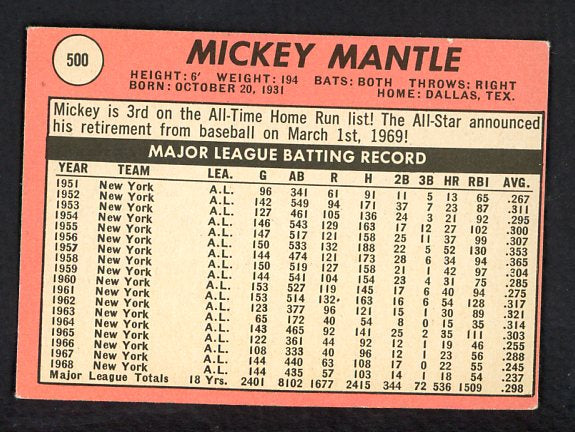 500
MICKEY MANTLE
HEIGHT: 6' WEIGHT: 194 BATS: BOTH THROWS: RIGHT
BORN: OCTOBER 20, 1931 HOME: DALLAS, TEX.
Mickey is 3rd on the All-Time Home Run list! The All-Star announced
his retirement from baseball on March 1st, 1969!
MAJOR LEAGUE BATTING RECORD
YEAR TEAM LEA. G AB R H 2B 3B HR RBI AVG.
1951 New York A.L. 96 341 61 91 11 5 13 65 .267
1952 New York A.L. 142 549 94 171 37 7 23 87 .311
1953 New York A.L. 127 461 105 136 24 3 21 92 .295
1954 New York A.L. 146 543 129 163 17 12 27 102 .300
1955 New York A.L. 147 517 121 158 25 11 37 99 .307
1956 New York A.L. 150 533 132 188 22 5 52 130 .353
1957 New York A.L. 144 474 121 173 28 6 34 94 .365
1958 New York A.L. 150 519 127 158 21 1 42 97 .304
1959 New York A.L. 144 541 104 154 23 4 31 75 .285
1960 New York A.L. 153 527 119 145 17 6 40 94 .275
1961 New York A.L. 153 514 132 163 16 6 54 128 .317
1962 New York A.L. 123 377 96 121 15 1 30 89 .321
1963 New York A.L. 65 172 40 54 8 0 15 35 .314
1964 New York A.L. 143 465 92 141 25 2 35 111 .303
1965 New York A.L. 122 361 44 92 12 1 19 46 .255
1966 New York A.L. 108 333 40 96 12 1 23 56 .288
1967 New York A.L. 144 440 63 108 17 0 22 55 .245
1968 New York A.L. 144 435 57 103 14 1 18 54 .237
Major League Totals 18 Yrs. 2401 8102 1677 2415 344 72 536 1509 .298